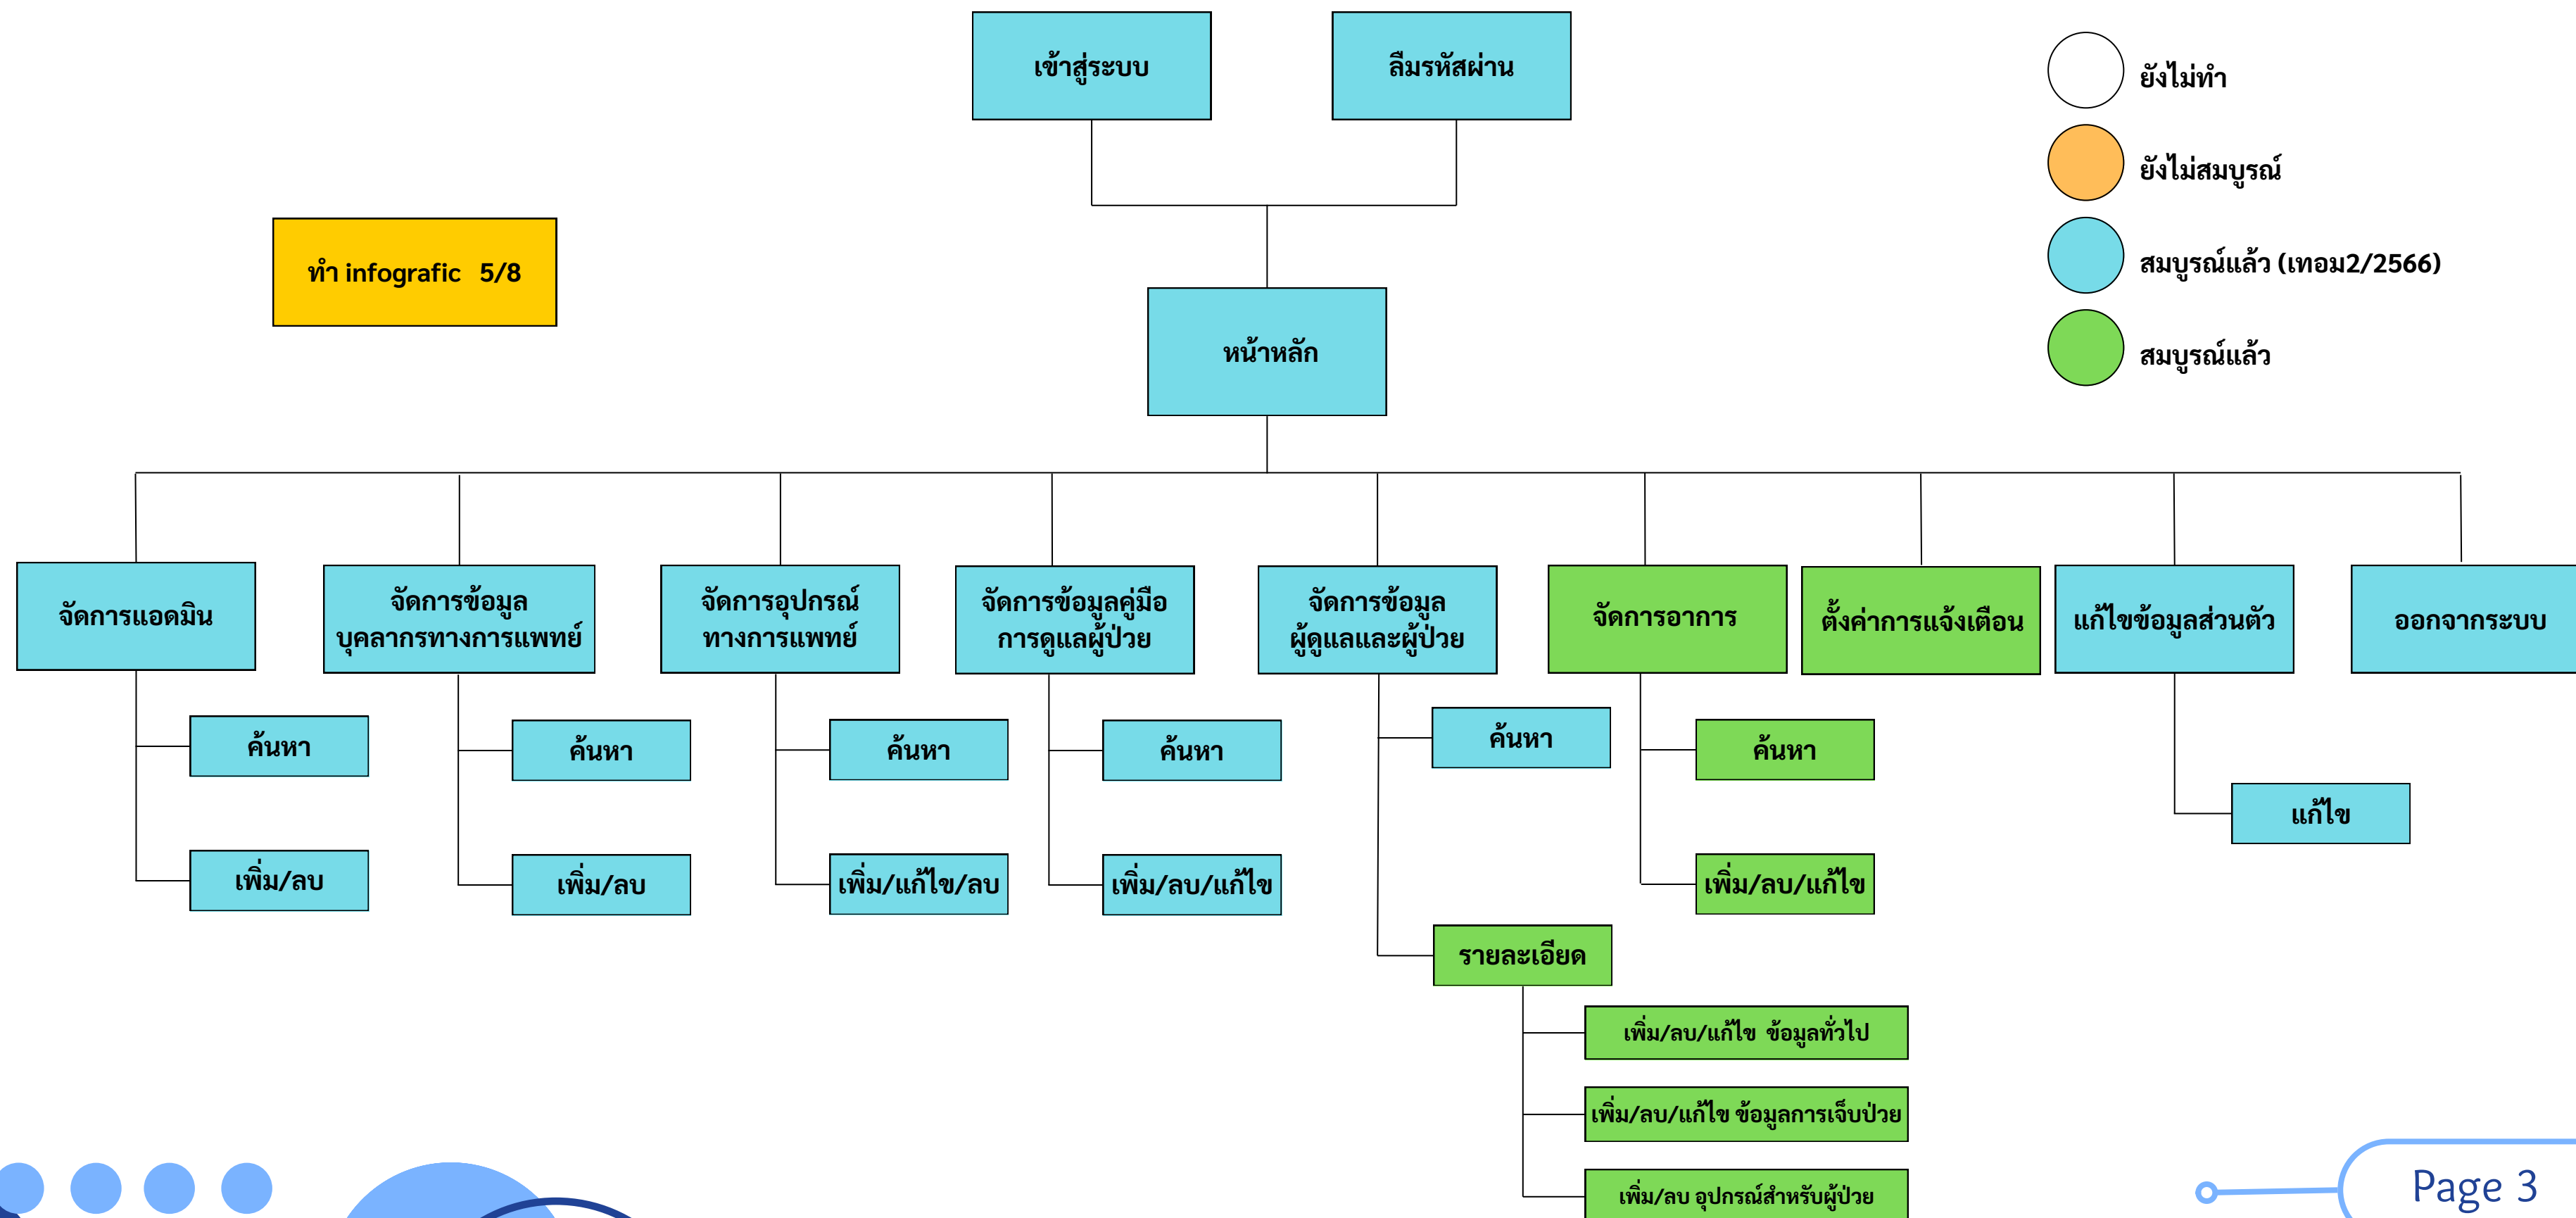 เข้าสู่ระบบ
ลืมรหัสผ่าน
ยังไม่ทำ
ยังไม่สมบูรณ์
สมบูรณ์แล้ว (เทอม2/2566)
สมบูรณ์แล้ว
ทำ infografic 5/8
หน้าหลัก
จัดการแอดมิน
จัดการข้อมูล
บุคลากรทางการแพทย์
จัดการอุปกรณ์
ทางการแพทย์
จัดการข้อมูลคู่มือ
การดูแลผู้ป่วย
จัดการข้อมูล
ผู้ดูแลและผู้ป่วย
จัดการอาการ
ตั้งค่าการแจ้งเตือน
แก้ไขข้อมูลส่วนตัว
ออกจากระบบ
ค้นหา
ค้นหา
ค้นหา
ค้นหา
ค้นหา
ค้นหา
แก้ไข
เพิ่ม/ลบ
เพิ่ม/ลบ
เพิ่ม/แก้ไข/ลบ
เพิ่ม/ลบ/แก้ไข
เพิ่ม/ลบ/แก้ไข
รายละเอียด
เพิ่ม/ลบ/แก้ไข ข้อมูลทั่วไป
เพิ่ม/ลบ/แก้ไข ข้อมูลการเจ็บป่วย
เพิ่ม/ลบ อุปกรณ์สำหรับผู้ป่วย
Page 3